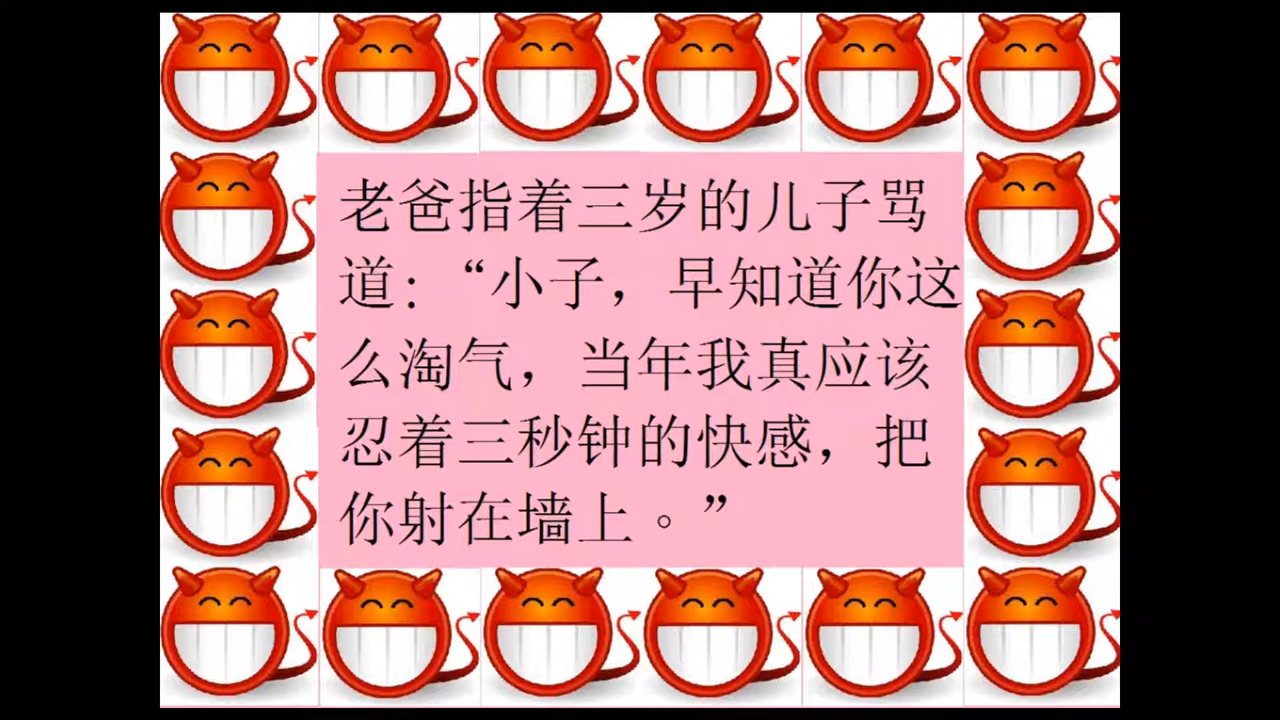 老爸指着三岁的儿子骂
道：“小子，早知道你这
么淘气，当年我真应该
忍着三秒钟的快感，把
你射在墙上。”